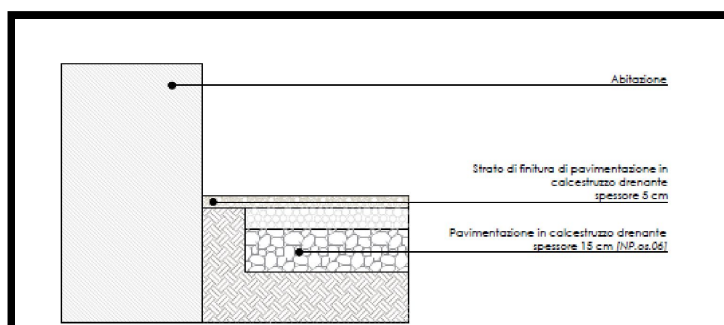 Abitazione
Strato di finitura di pavimentazione in
calcestruzzo drenante
spessore 5 cm
Pavimentazione in calcestruzzo drenante
spessore 15 cm [NP.os.06]